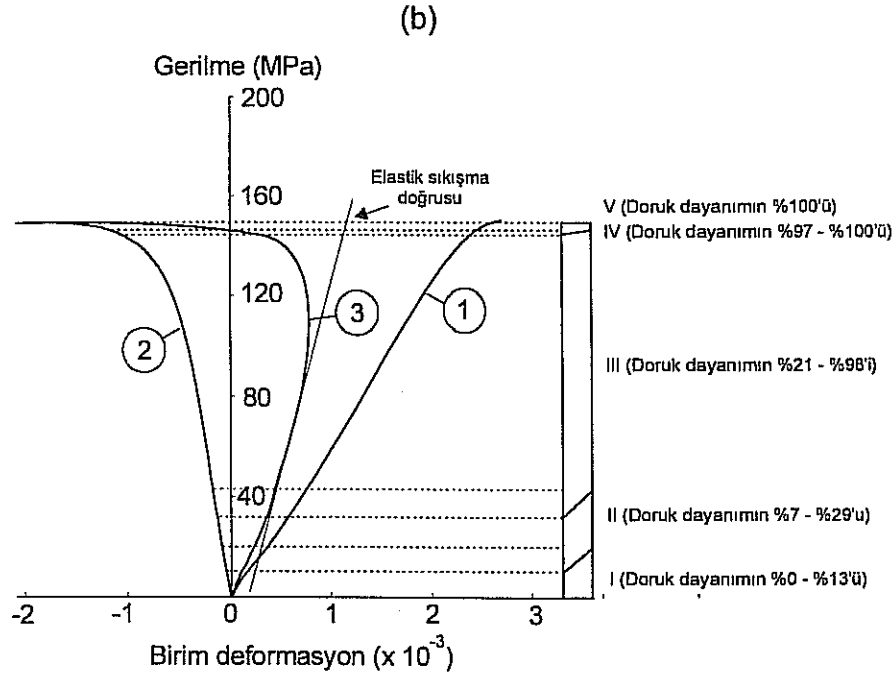 (b)
Gerilme (MPa)
200
160
120
80
40
Elastik sıkışma
doğrusu
1
2
3
V (Doruk dayanımın %100'ü)
IV (Doruk dayanımın %97 - %100'ü)
III (Doruk dayanımın %21 - %98'i)
II (Doruk dayanımın %7 - %29'u)
I (Doruk dayanımın %0 - %13'ü)
-2
-1
0
1
2
3
Birim deformasyon (x 10⁻³)